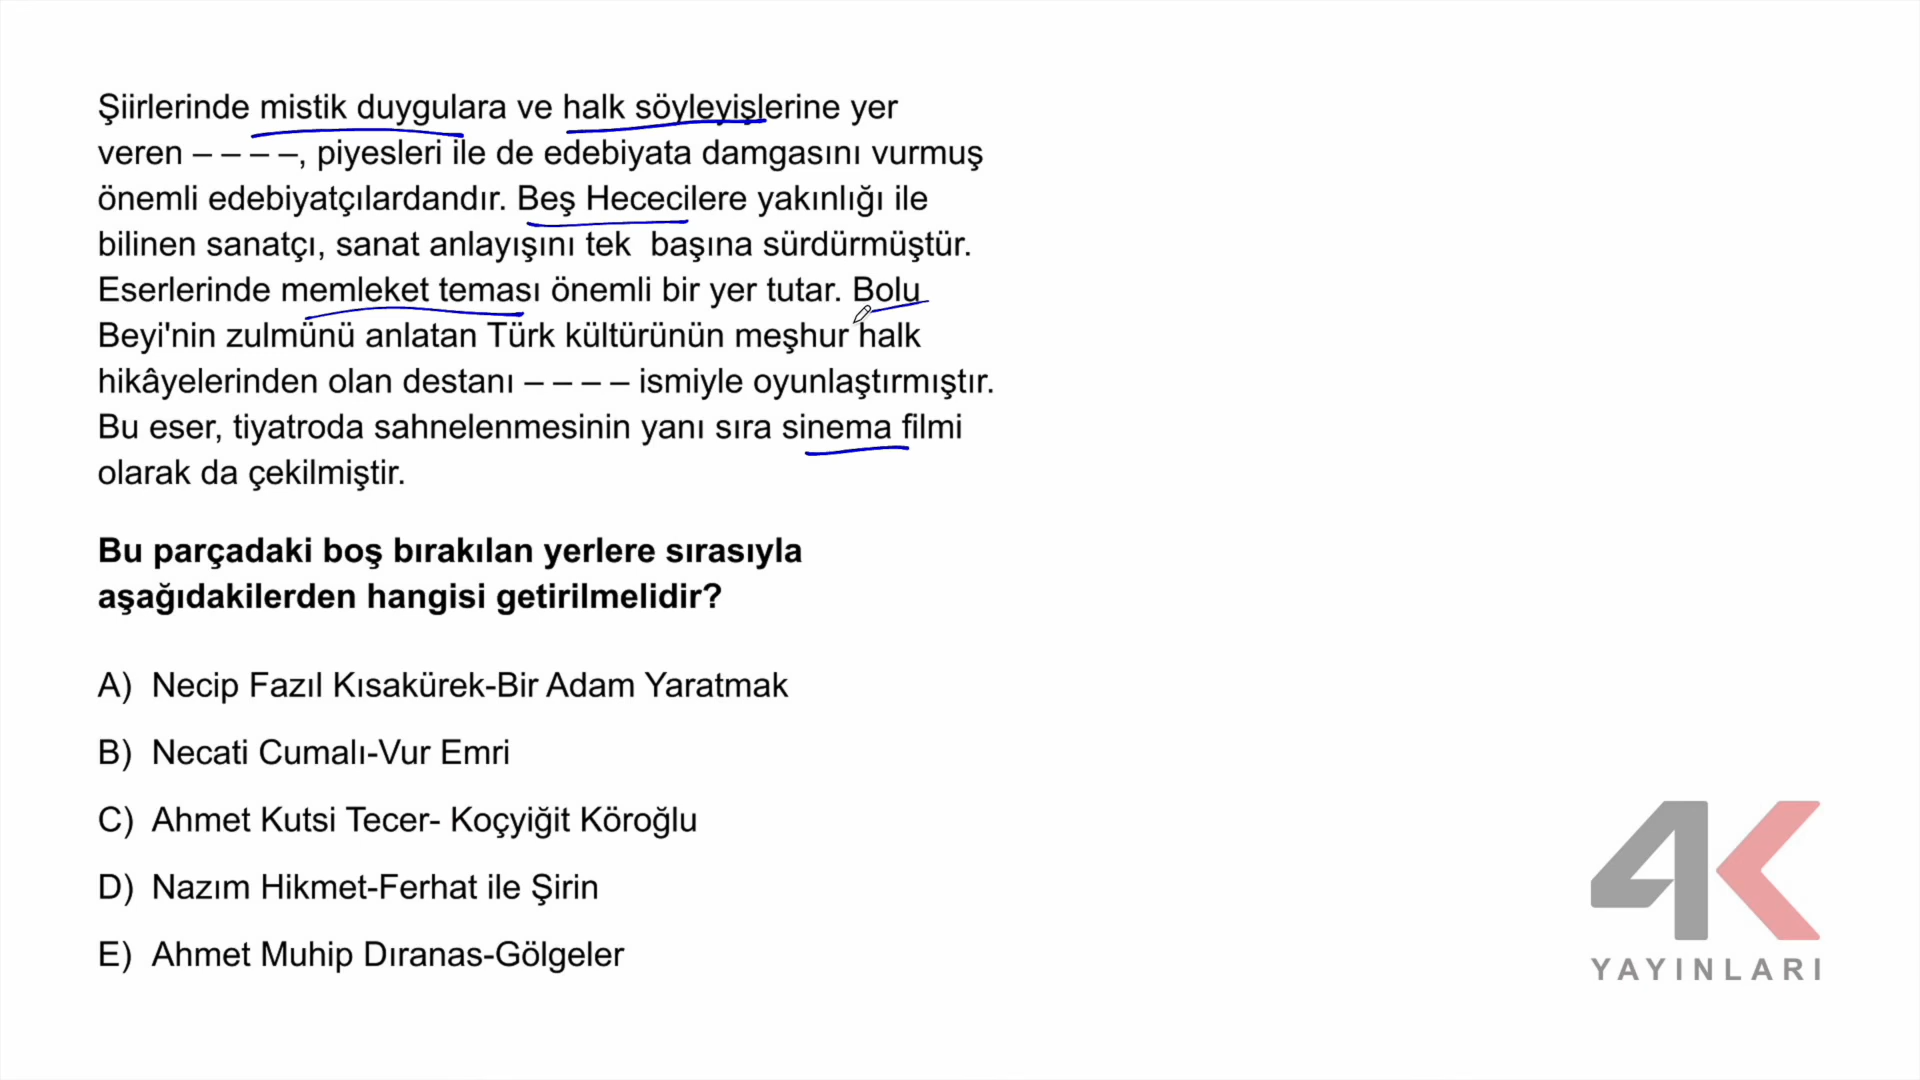 Şiirlerinde mistik duygulara ve halk söyleyişlerine yer
veren – – – –, piyesleri ile de edebiyata damgasını vurmuş
önemli edebiyatçılardandır. Beş Hececilere yakınlığı ile
bilinen sanatçı, sanat anlayışını tek başına sürdürmüştür.
Eserlerinde memleket teması önemli bir yer tutar. Bolu
Beyi'nin zulmünü anlatan Türk kültürünün meşhur halk
hikâyelerinden olan destanı – – – – ismiyle oyunlaştırmıştır.
Bu eser, tiyatroda sahnelenmesinin yanı sıra sinema filmi
olarak da çekilmiştir.
Bu parçadaki boş bırakılan yerlere sırasıyla
aşağıdakilerden hangisi getirilmelidir?
A) Necip Fazıl Kısakürek-Bir Adam Yaratmak
B) Necati Cumalı-Vur Emri
C) Ahmet Kutsi Tecer- Koçyiğit Köroğlu
D) Nazım Hikmet-Ferhat ile Şirin
E) Ahmet Muhip Dıranas-Gölgeler
4K
YAYINLARI